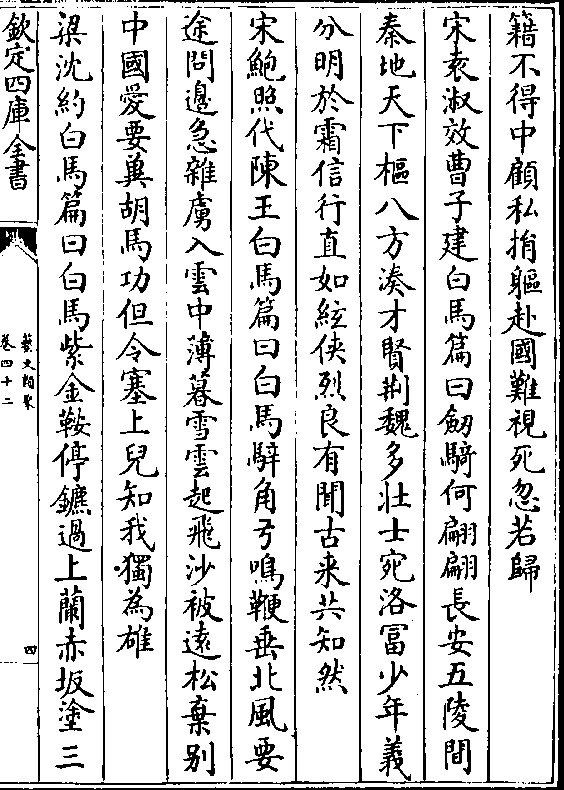 籍不得中顧私捐軀赴國難視死忽若歸
宋袁淑效曹子建白馬篇曰劒騎何翩翩長安五陵間
秦地天下樞八方湊才賢荆魏多壯士宛洛富少年義
分明於霜信行直如絃俠烈良有聞古来共知然
宋鮑照代陳王白馬篇曰白馬騂角弓鳴鞭乗北風要
途問邊急雜虜入雲中薄暮雪雲起飛沙被遠松棄别
中國愛要兾胡馬功但令塞上兒知我獨為雄
梁沈約白馬篇曰白馬紫金鞍停鑣過上蘭赤坂塗三
欽定四庫全書
藝文類聚
卷四十二
四